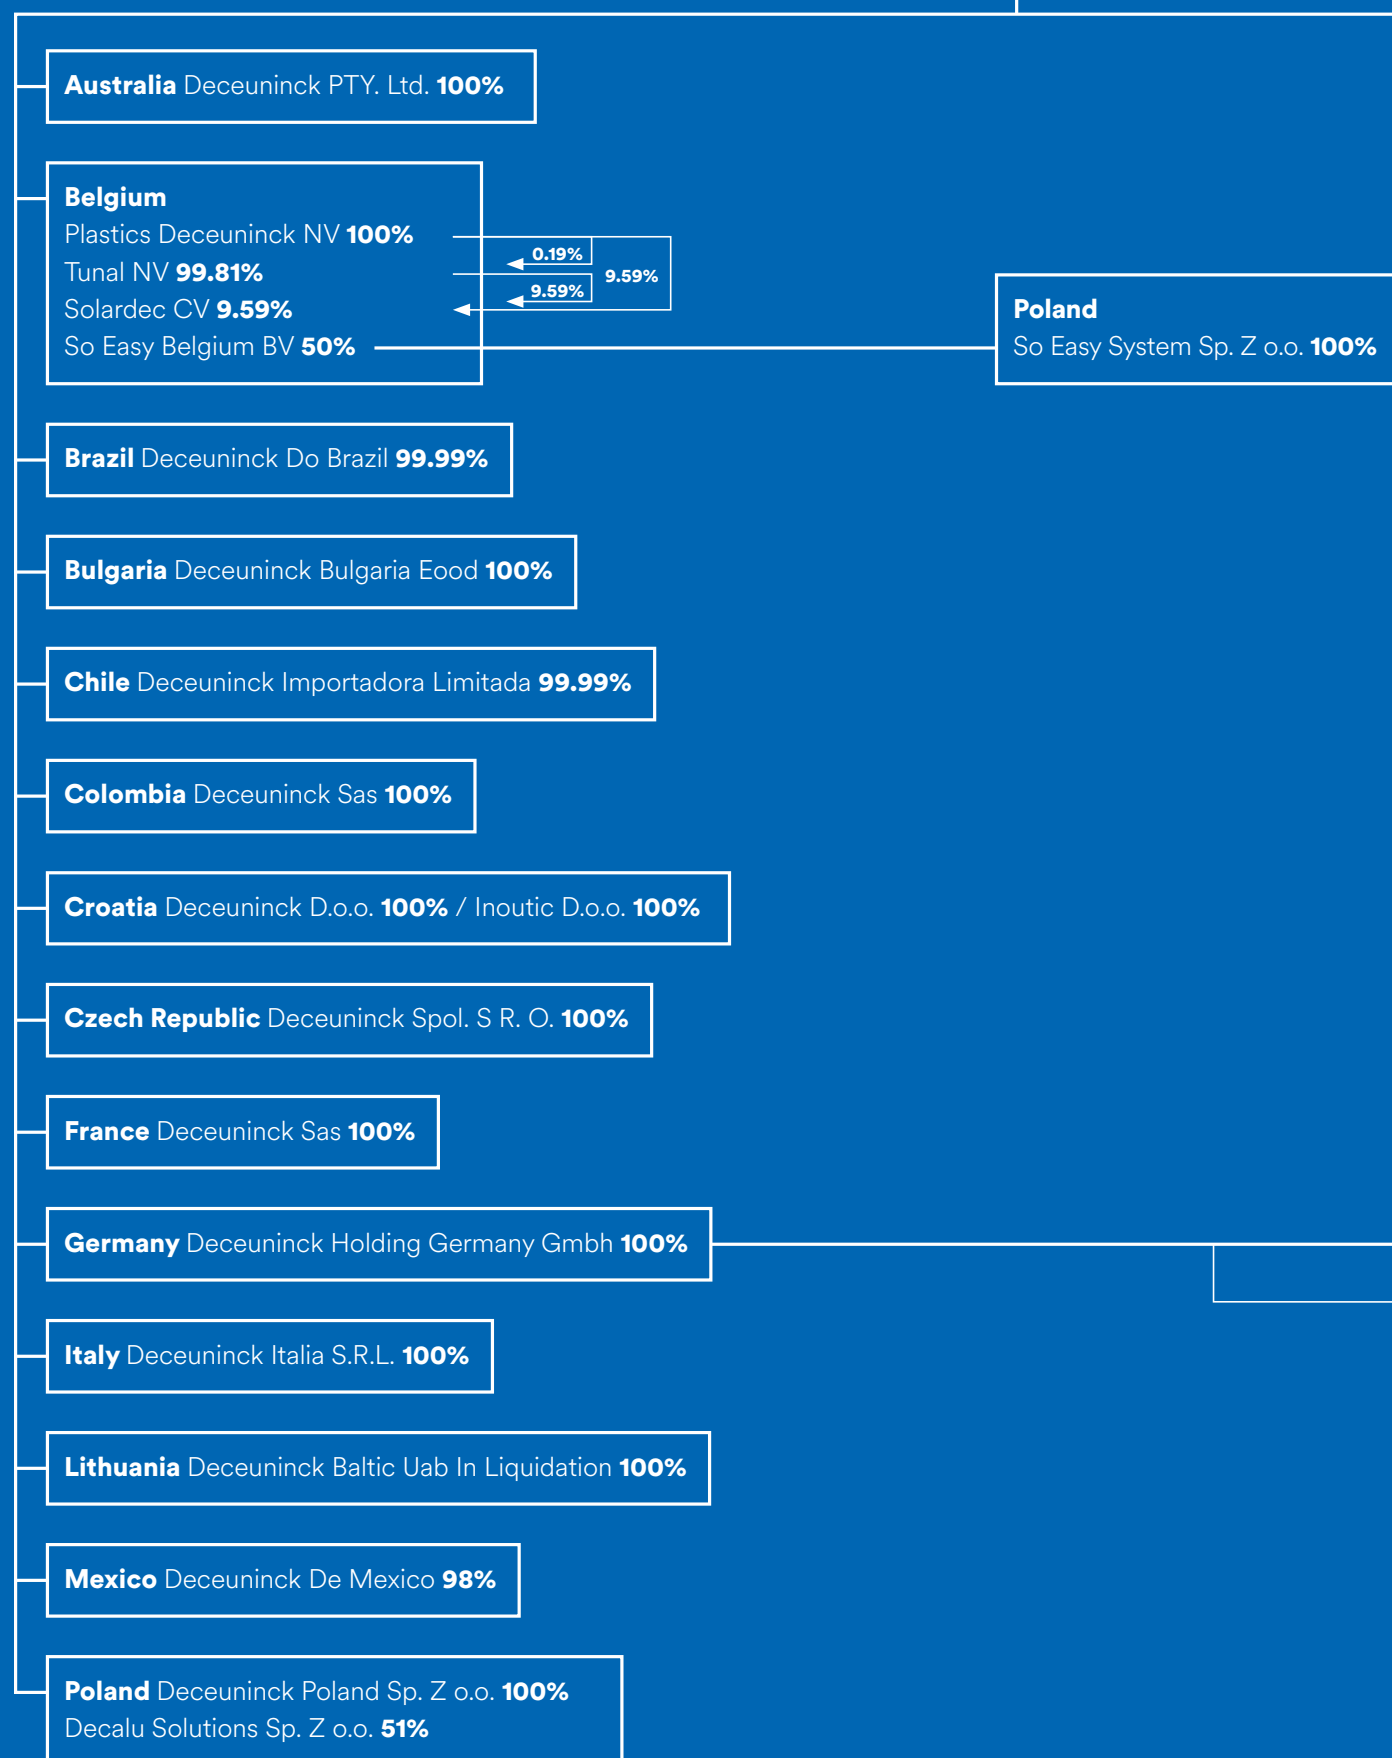 Australia Deceuninck PTY. Ltd. 100%
Belgium
Plastics Deceuninck NV 100%
0.19%
Tunal NV 99.81%
9.59%
9.59%
Solardec CV 9.59%
So Easy Belgium BV 50%
Poland
So Easy System Sp. Z o.o. 100%
Brazil Deceuninck Do Brazil 99.99%
Bulgaria Deceuninck Bulgaria Eood 100%
Chile Deceuninck Importadora Limitada 99.99%
Colombia Deceuninck Sas 100%
Croatia Deceuninck D.o.o. 100% / Inoutic D.o.o. 100%
Czech Republic Deceuninck Spol. S R. O. 100%
France Deceuninck Sas 100%
Germany Deceuninck Holding Germany Gmbh 100%
Italy Deceuninck Italia S.R.L. 100%
Lithuania Deceuninck Baltic Uab In Liquidation 100%
Mexico Deceuninck De Mexico 98%
Poland Deceuninck Poland Sp. Z o.o. 100%
Decalu Solutions Sp. Z o.o. 51%